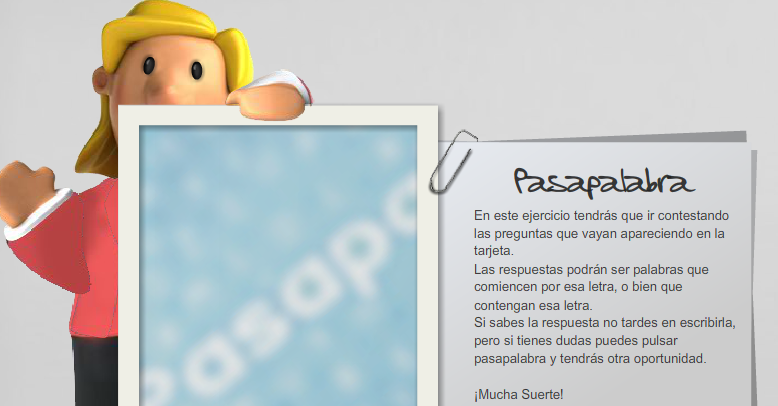 Pasapalabra
En este ejercicio tendrás que ir contestando
las preguntas que vayan apareciendo en la
tarjeta.
Las respuestas podrán ser palabras que
comiencen por esa letra, o bien que
contengan esa letra.
Si sabes la respuesta no tardes en escribirla,
pero si tienes dudas puedes pulsar
pasapalabra y tendrás otra oportunidad.
¡Mucha Suerte!
pasapa